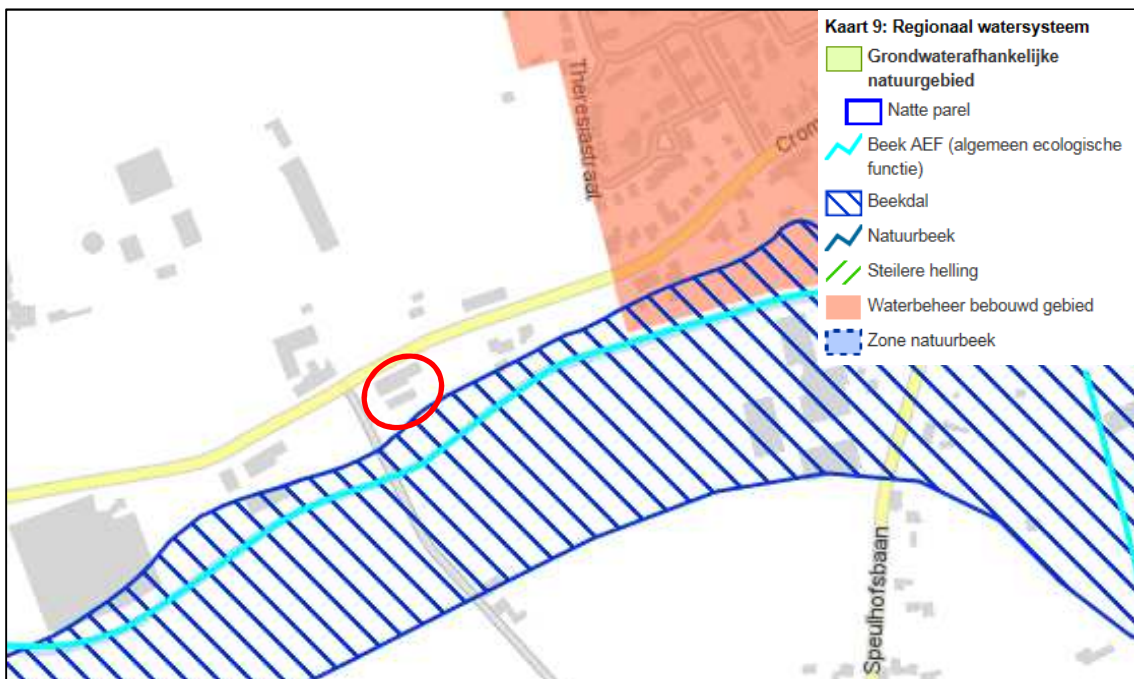 Kaart 9: Regionaal watersysteem
Grondwaterafhankelijke
natuurgebied
Natte parel
Beek AEF (algemeen ecologische
functie)
Beekdal
Natuurbeek
Steilere helling
Waterbeheer bebouwd gebied
Zone natuurbeek
Theresiastraat
Crom
Speulhofsbaan